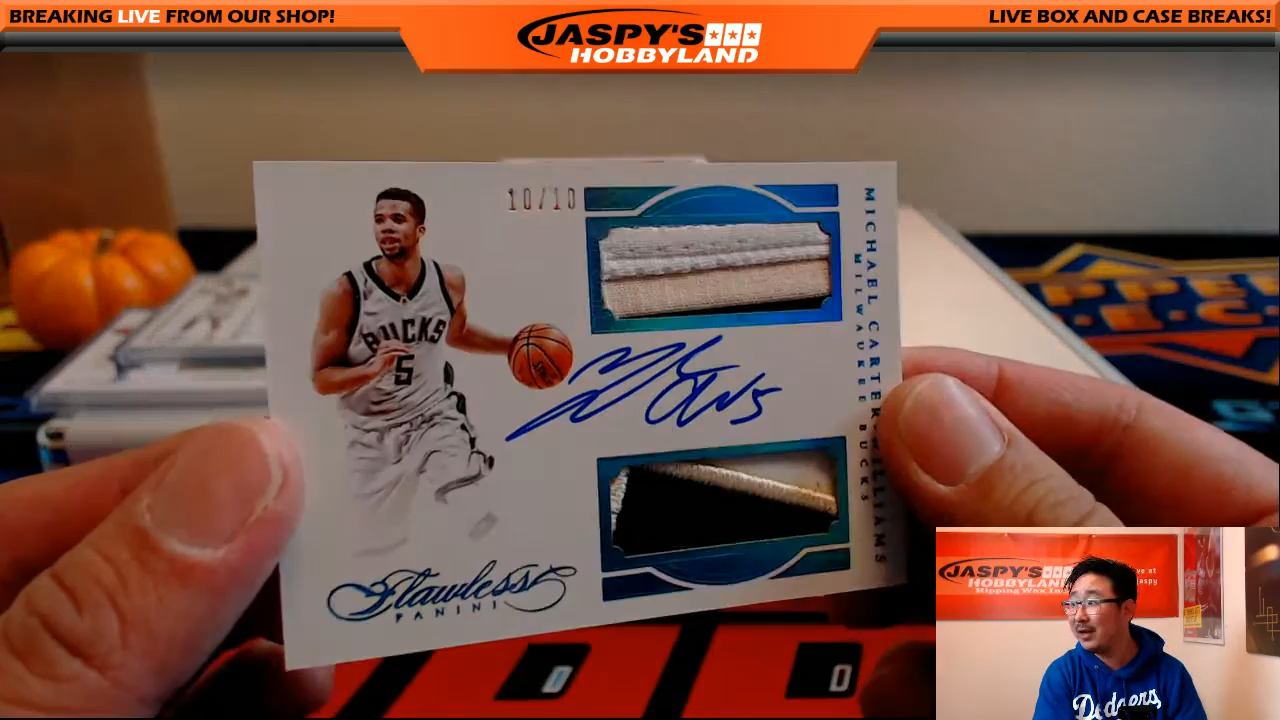 BREAKING LIVE FROM OUR SHOP!
JASPY'S
HOBBYLAND
LIVE BOX AND CASE BREAKS!
10/10
MICHAEL CARTER-WILLIAMS
MILWAUKEE BUCKS
BUCKS
5
Flawless
PANINI
JASPY'S
HOBBYLAND
Ripping Wax
Dodgers